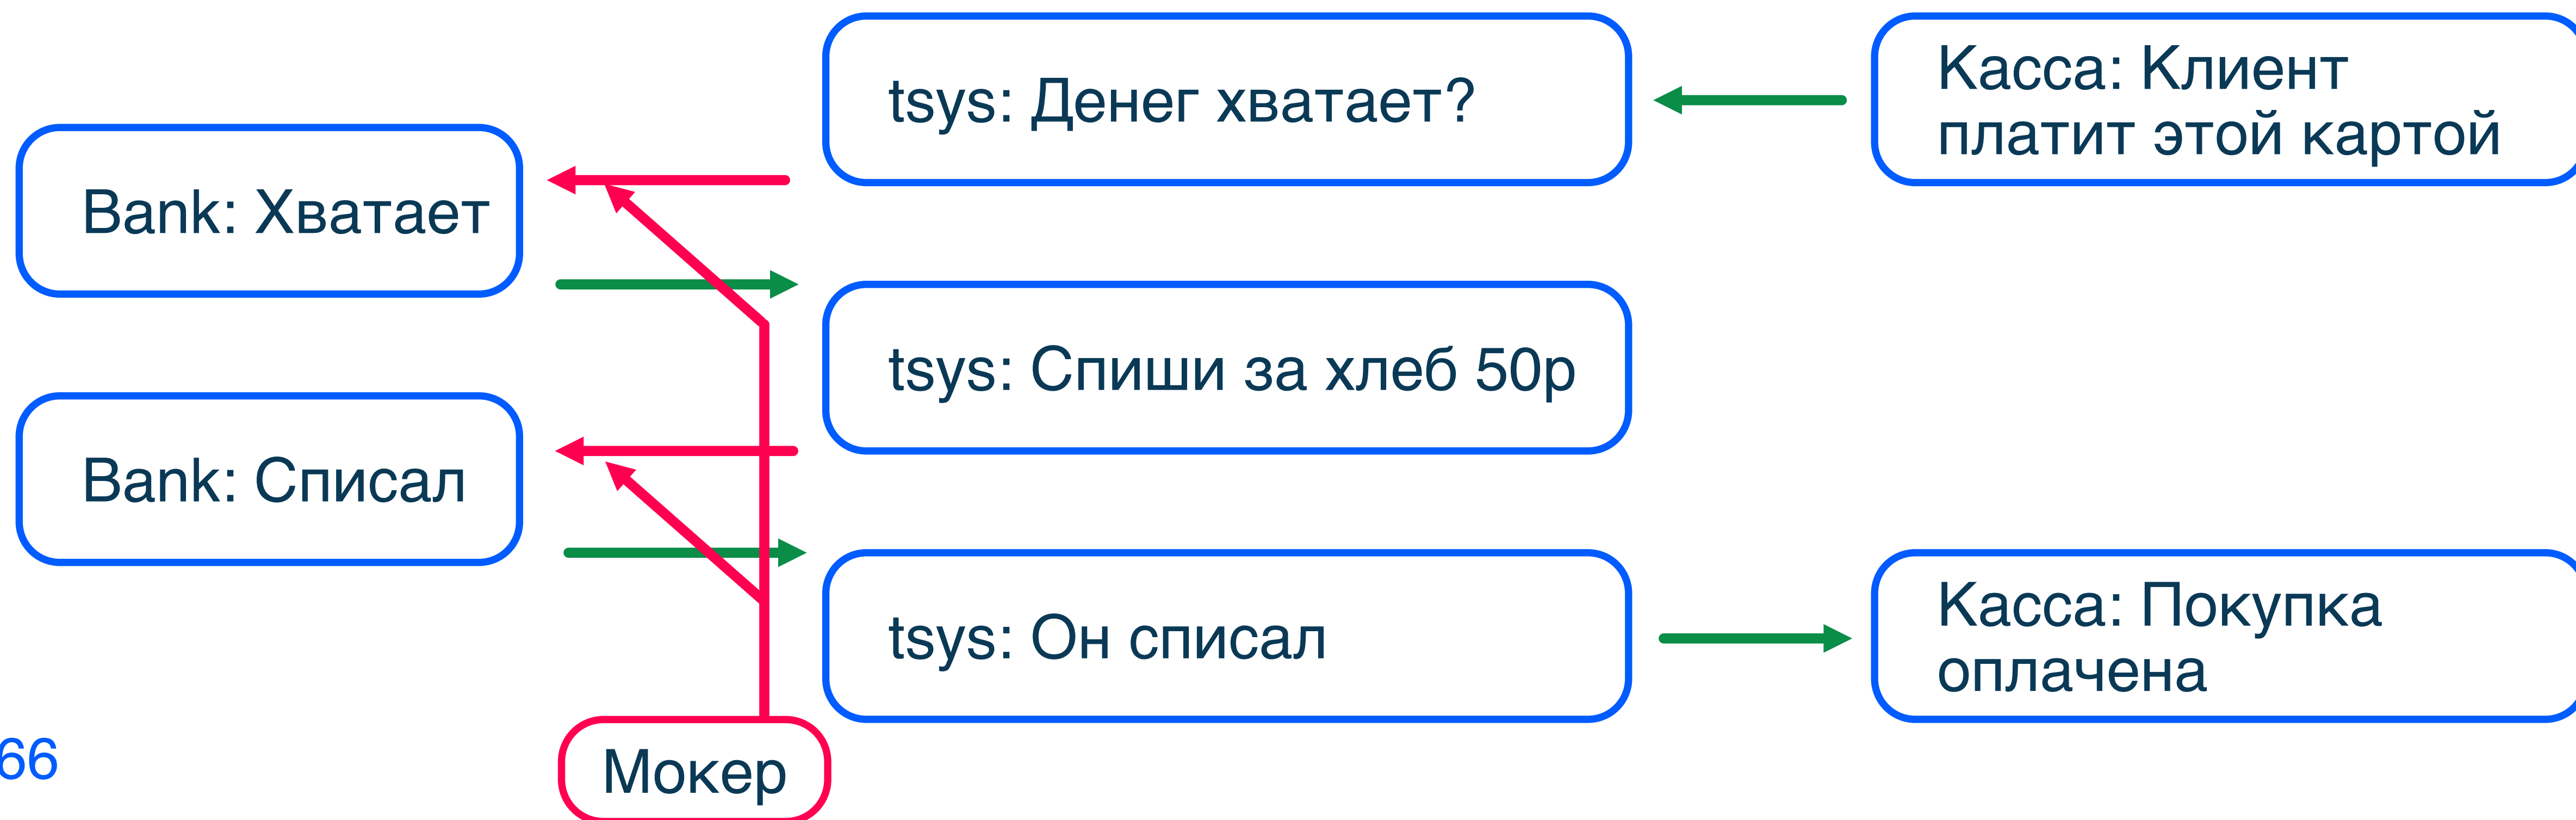 tsys: Денег хватает?
Касса: Клиент
платит этой картой
Bank: Хватает
tsys: Спиши за хлеб 50р
Bank: Списал
tsys: Он списал
Касса: Покупка
оплачена
Мокер
66